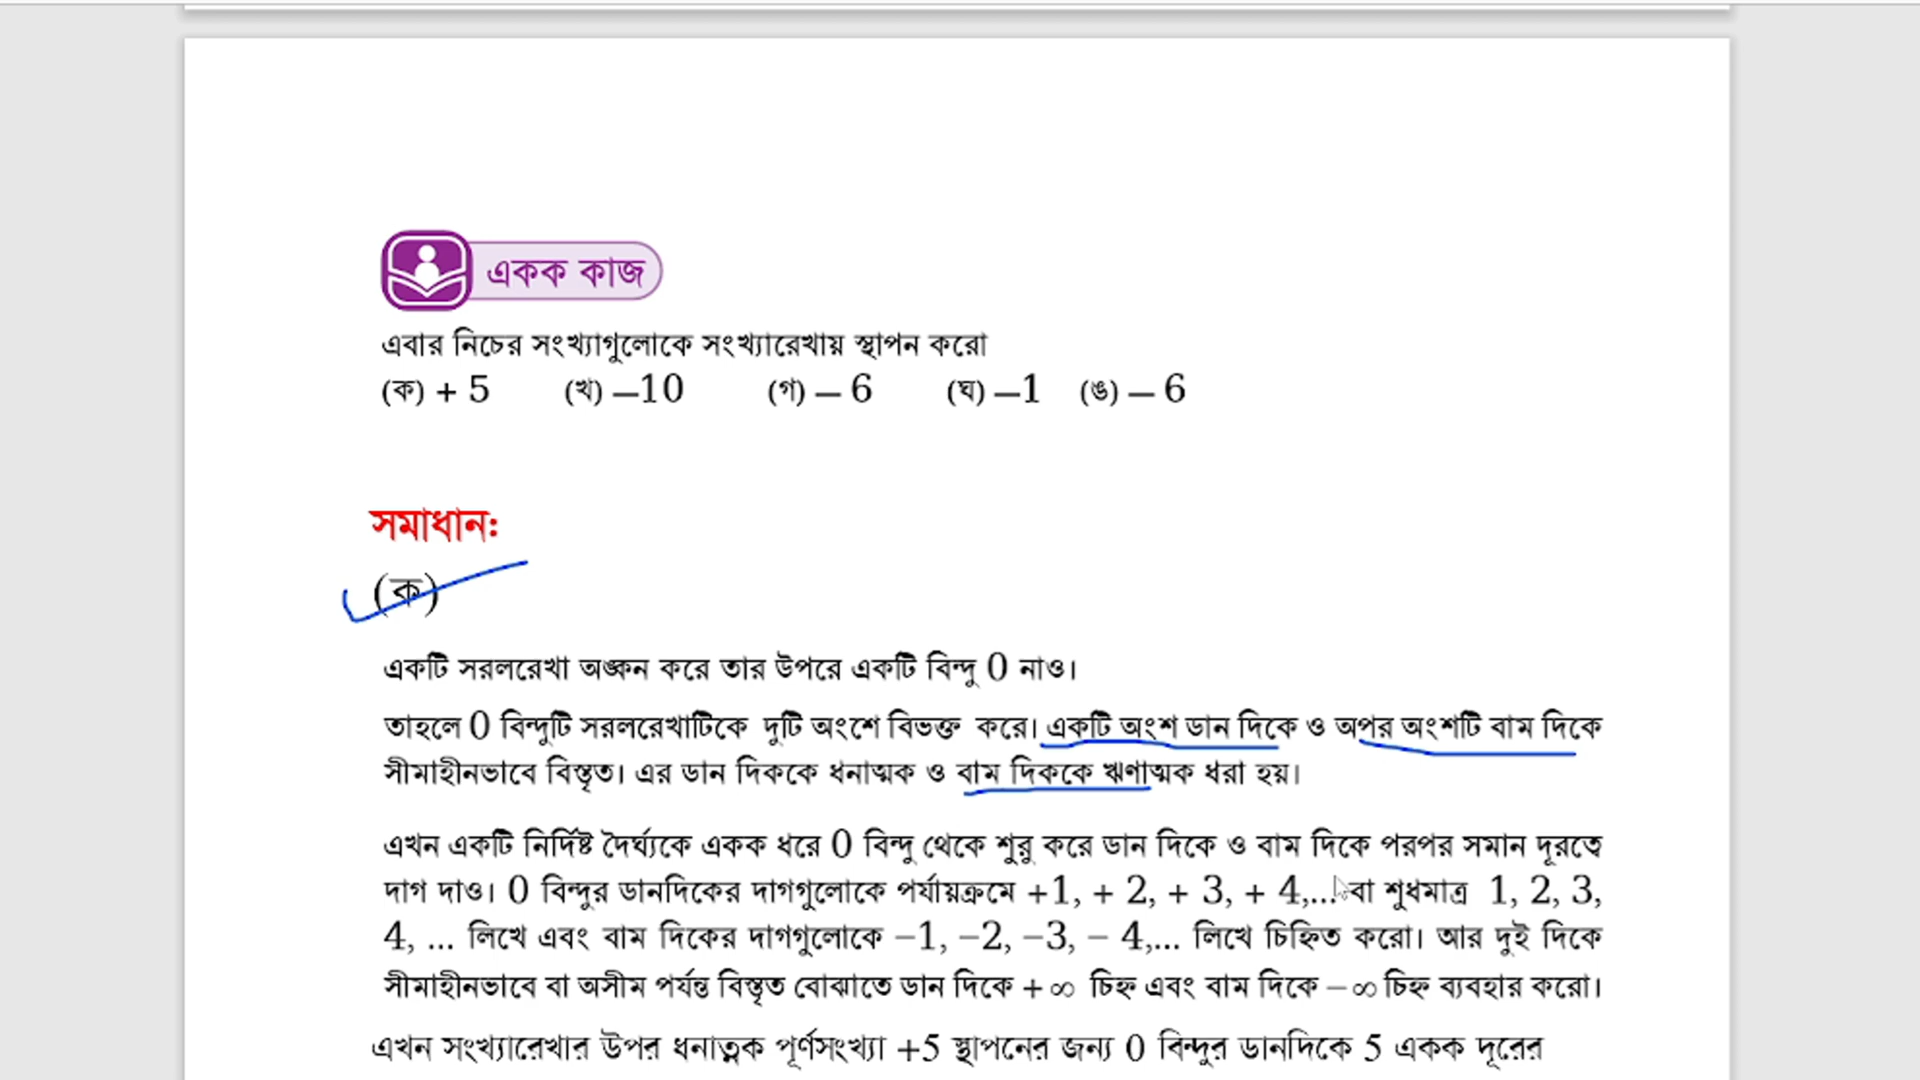 একক কাজ
এবার নিচের সংখ্যাগুলোকে সংখ্যারেখায় স্থাপন করো
(ক) + 5 (খ) –10 (গ) – 6 (ঘ) –1 (ঙ) – 6
সমাধান:
(ক)
একটি সরলরেখা অঙ্কন করে তার উপরে একটি বিন্দু 0 নাও।
তাহলে 0 বিন্দুটি সরলরেখাটিকে দুটি অংশে বিভক্ত করে। একটি অংশ ডান দিকে ও অপর অংশটি বাম দিকে
সীমাহীনভাবে বিস্তৃত। এর ডান দিককে ধনাত্মক ও বাম দিককে ঋণাত্মক ধরা হয়।
এখন একটি নির্দিষ্ট দৈর্ঘ্যকে একক ধরে 0 বিন্দু থেকে শুরু করে ডান দিকে ও বাম দিকে পরপর সমান দূরত্বে
দাগ দাও। 0 বিন্দুর ডানদিকের দাগগুলোকে পর্যায়ক্রমে +1, + 2, + 3, + 4,... বা শুধমাত্র 1, 2, 3,
4, ... লিখে এবং বাম দিকের দাগগুলোকে −1, −2, −3, − 4,... লিখে চিহ্নিত করো। আর দুই দিকে
সীমাহীনভাবে বা অসীম পর্যন্ত বিস্তৃত বোঝাতে ডান দিকে + ∞ চিহ্ন এবং বাম দিকে − ∞ চিহ্ন ব্যবহার করো।
এখন সংখ্যারেখার উপর ধনাত্নক পূর্ণসংখ্যা +5 স্থাপনের জন্য 0 বিন্দুর ডানদিকে 5 একক দূরের